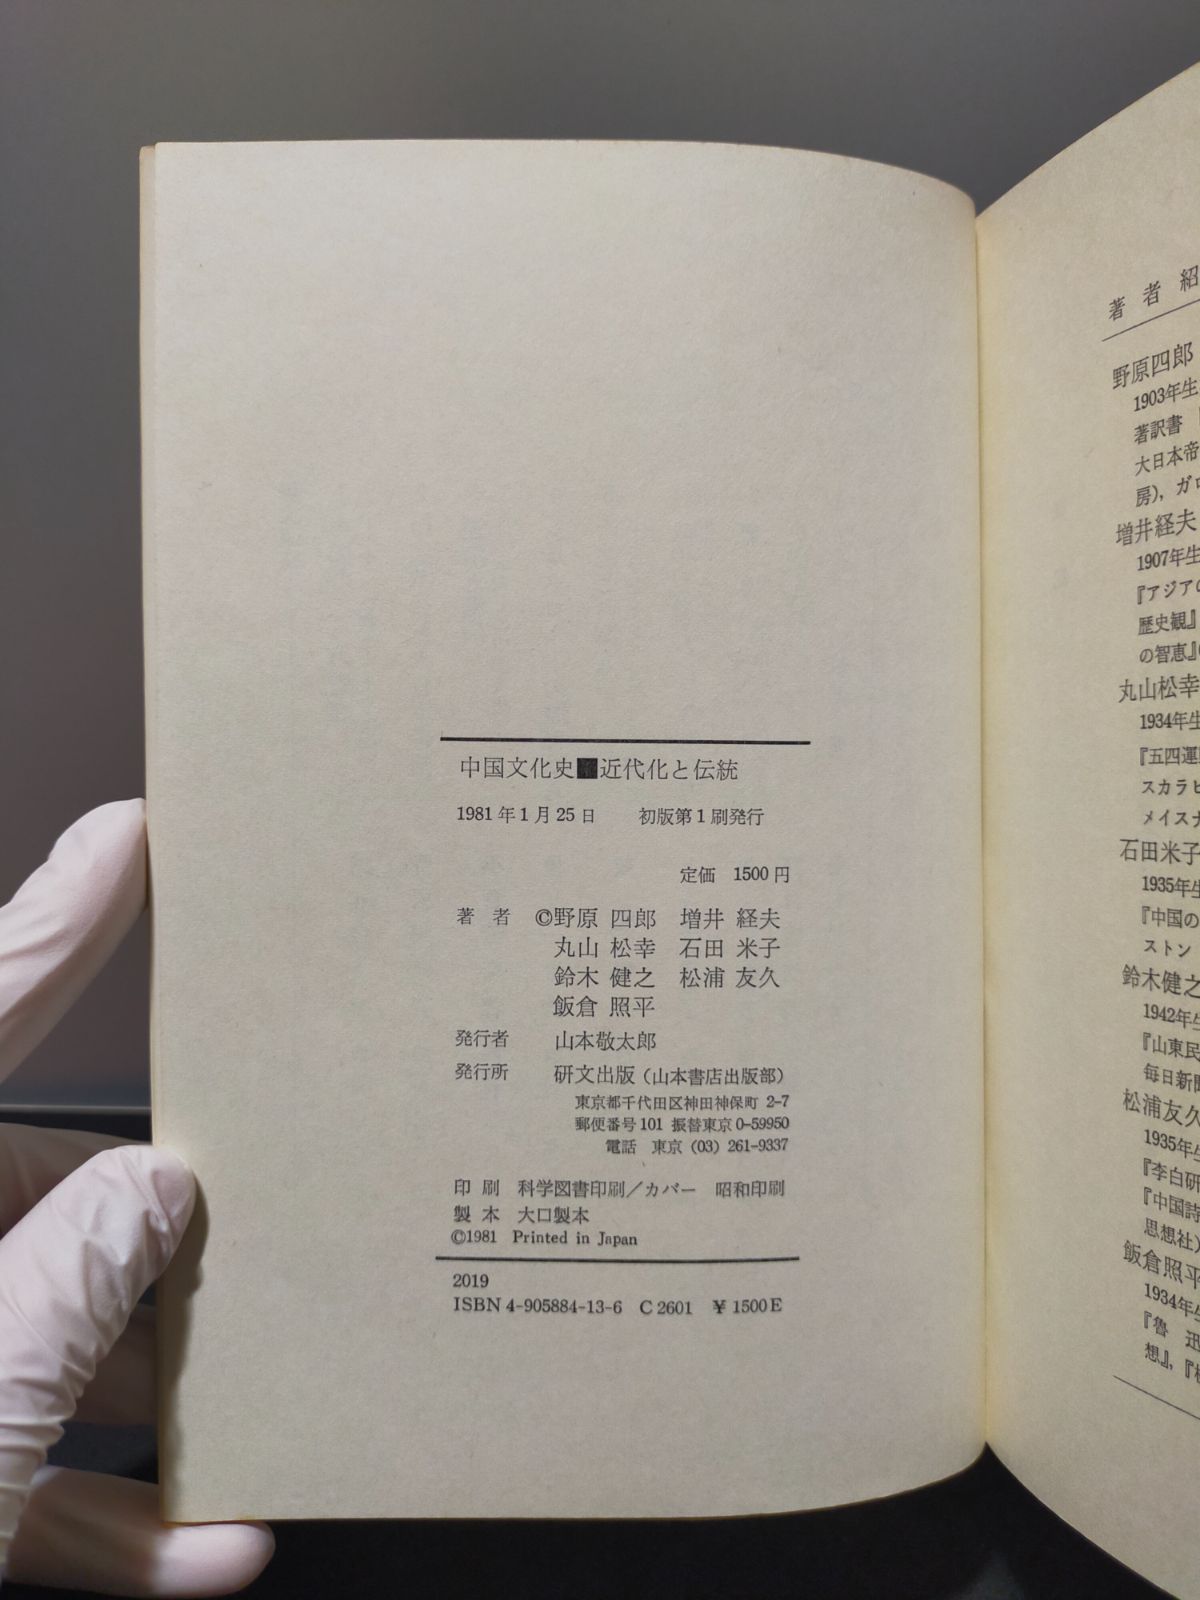 中国文化史■近代化と伝統
1981年1月25日　初版第1刷発行
定価　1500円
著　者　©野原 四郎　増井 経夫
丸山 松幸　石田 米子
鈴木 健之　松浦 友久
飯倉 照平
発行者　山本敬太郎
発行所　研文出版（山本書店出版部）
東京都千代田区神田神保町 2-7
郵便番号101 振替東京0-59950
電話　東京（03）261-9337
印　刷　科学図書印刷／カバー　昭和印刷
製　本　大口製本
©1981　Printed in Japan
2019
ISBN 4-905884-13-6　C 2601　￥1500 E
著 者 紹
野原四郎
1903年生
著訳書
大日本帝
房），ガロ
増井経夫
1907年生
『アジアの
歴史観』
の智恵』
丸山松幸
1934年生
『五四運
スカラピ
メイスナ
石田米子
1935年生
『中国の
ストン
鈴木健之
1942年生
『山東民
毎日新聞
松浦友久
1935年生
『李白研
『中国詩
思想社）
飯倉照平
1934年生
『魯　迅
想』，『